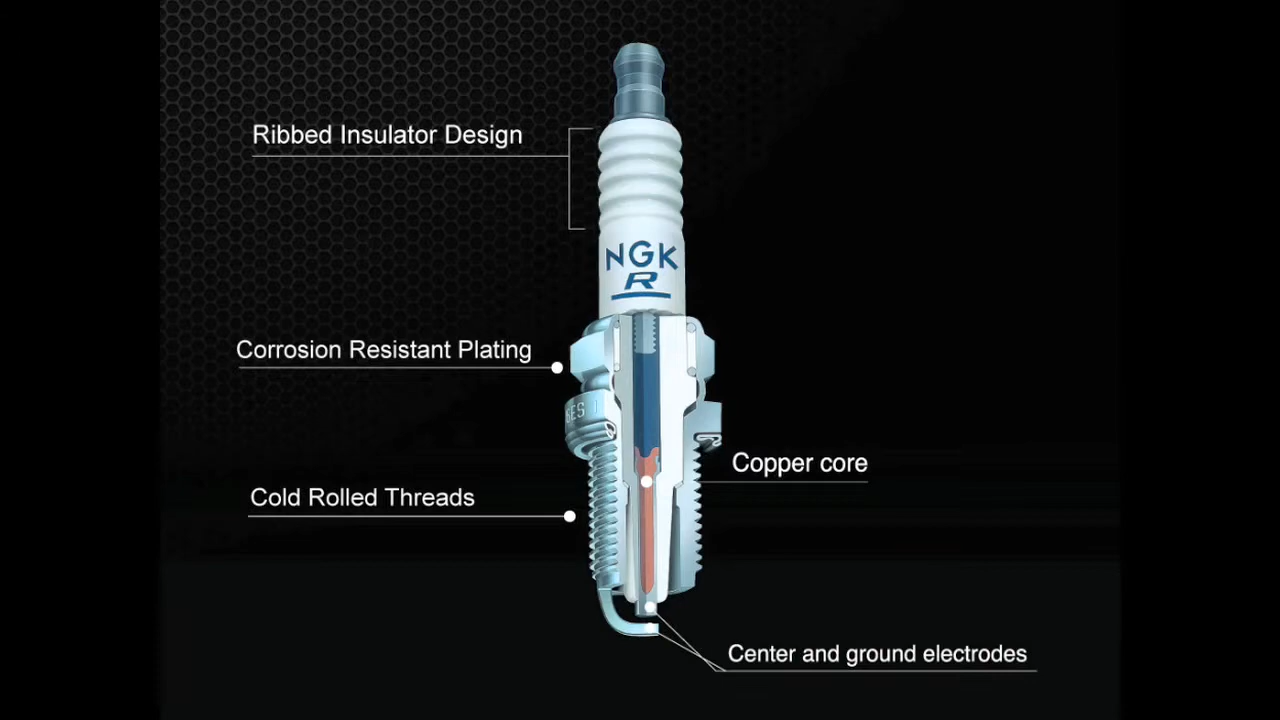 Ribbed Insulator Design
NGK
R
Corrosion Resistant Plating
Copper core
Cold Rolled Threads
Center and ground electrodes